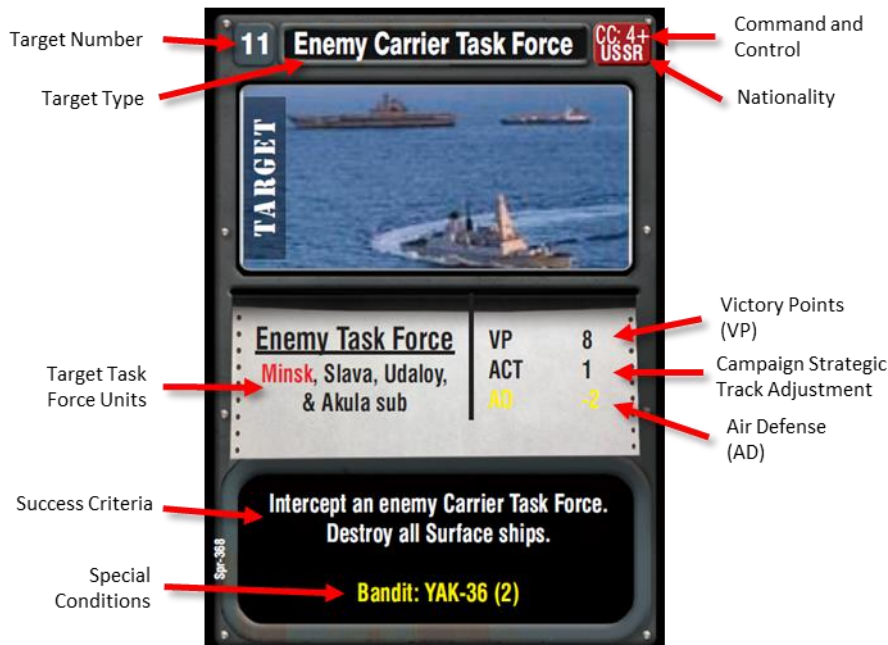 Target Number
Target Type
11
Enemy Carrier Task Force
CC: 4+
USSR
Command and
Control
Nationality
TARGET
Enemy Task Force
Minsk, Slava, Udaloy,
& Akula sub
VP 8
ACT 1
AD -2
Target Task
Force Units
Victory Points
(VP)
Campaign Strategic
Track Adjustment
Air Defense
(AD)
Success Criteria
Intercept an enemy Carrier Task Force.
Destroy all Surface ships.
Spr-368
Special
Conditions
Bandit: YAK-36 (2)